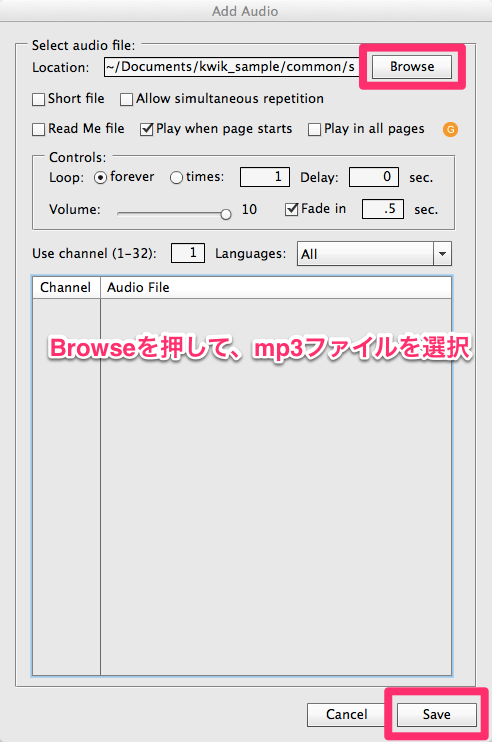 Add Audio
Select audio file:
Location: ~/Documents/kwik_sample/common/s Browse
Short file Allow simultaneous repetition
Read Me file Play when page starts Play in all pages G
Controls:
Loop: forever times: 1 Delay: 0 sec.
Volume: 10 Fade in .5 sec.
Use channel (1-32): 1 Languages: All
Channel Audio File
Browseを押して、mp3ファイルを選択
Cancel Save